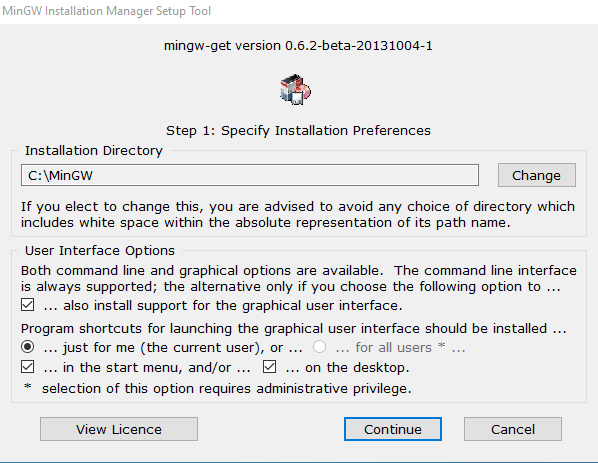 MinGW Installation Manager Setup Tool
mingw-get version 0.6.2-beta-20131004-1
Step 1: Specify Installation Preferences
Installation Directory
C:\MinGW
Change
If you elect to change this, you are advised to avoid any choice of directory which
includes white space within the absolute representation of its path name.
User Interface Options
Both command line and graphical options are available.  The command line interface
is always supported; the alternative only if you choose the following option to ...
... also install support for the graphical user interface.
Program shortcuts for launching the graphical user interface should be installed ...
... just for me (the current user), or ... ... for all users * ...
... in the start menu, and/or ... ... on the desktop.
* selection of this option requires administrative privilege.
View Licence Continue Cancel